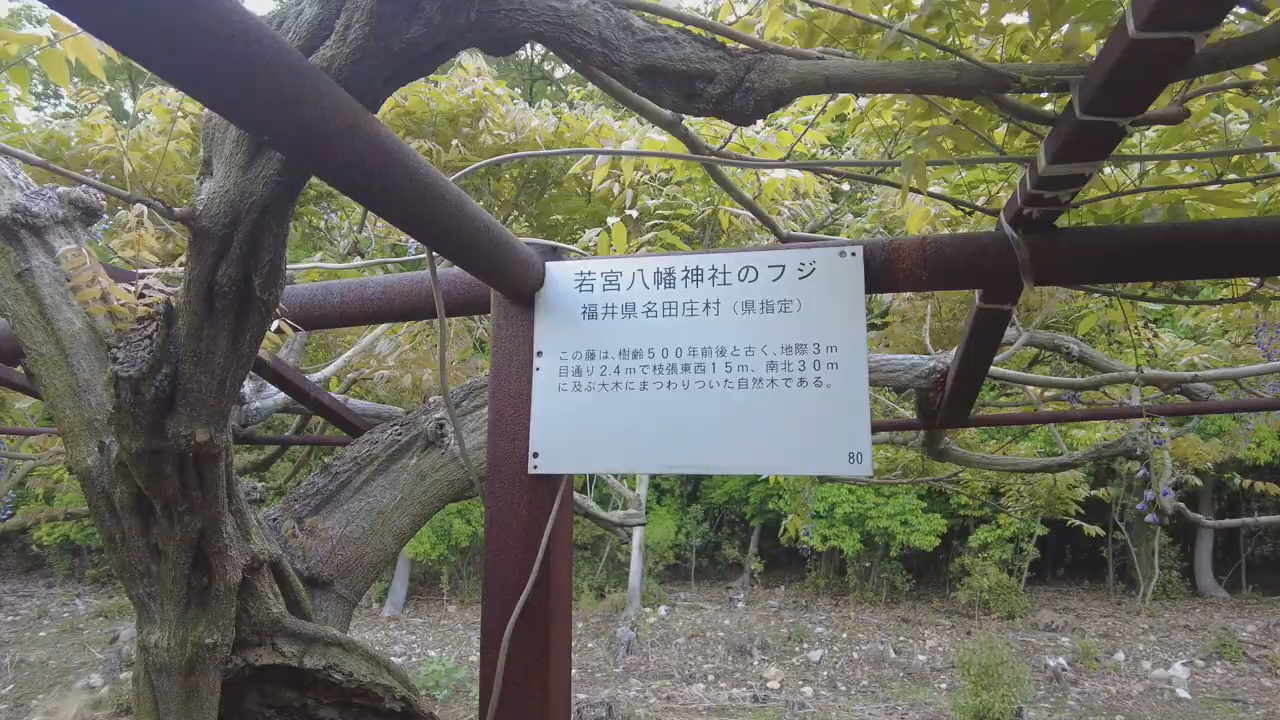 若宮八幡神社のフジ
福井県名田庄村（県指定）
この藤は、樹齢５００年前後と古く、地際３ｍ
目通り２.４ｍで枝張東西１５ｍ、南北３０ｍ
に及ぶ大木にまつわりついた自然木である。
80